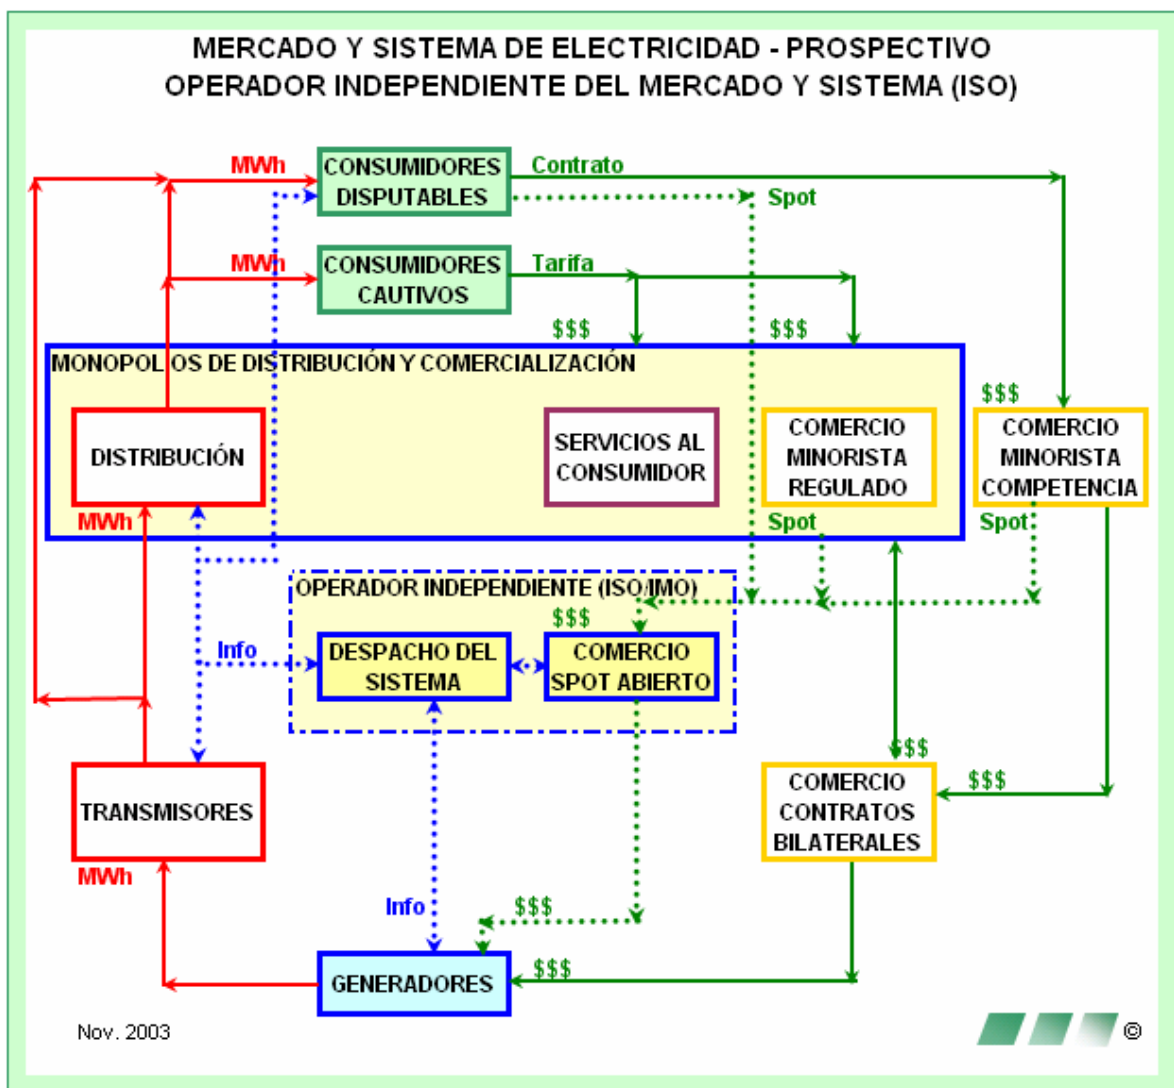 MERCADO Y SISTEMA DE ELECTRICIDAD - PROSPECTIVO
OPERADOR INDEPENDIENTE DEL MERCADO Y SISTEMA (ISO)
MWh
CONSUMIDORES
DISPUTABLES
Contrato
Spot
MWh
CONSUMIDORES
CAUTIVOS
Tarifa
$$$
$$$
MONOPOLIOS DE DISTRIBUCIÓN Y COMERCIALIZACIÓN
$$$
DISTRIBUCIÓN
SERVICIOS AL
CONSUMIDOR
COMERCIO
MINORISTA
REGULADO
COMERCIO
MINORISTA
COMPETENCIA
MWh
Spot
Spot
OPERADOR INDEPENDIENTE (ISO/IMO)
$$$
Info
DESPACHO DEL
SISTEMA
COMERCIO
SPOT ABIERTO
$$$
TRANSMISORES
COMERCIO
CONTRATOS
BILATERALES
$$$
MWh
Info
$$$
GENERADORES
$$$
Nov. 2003
©